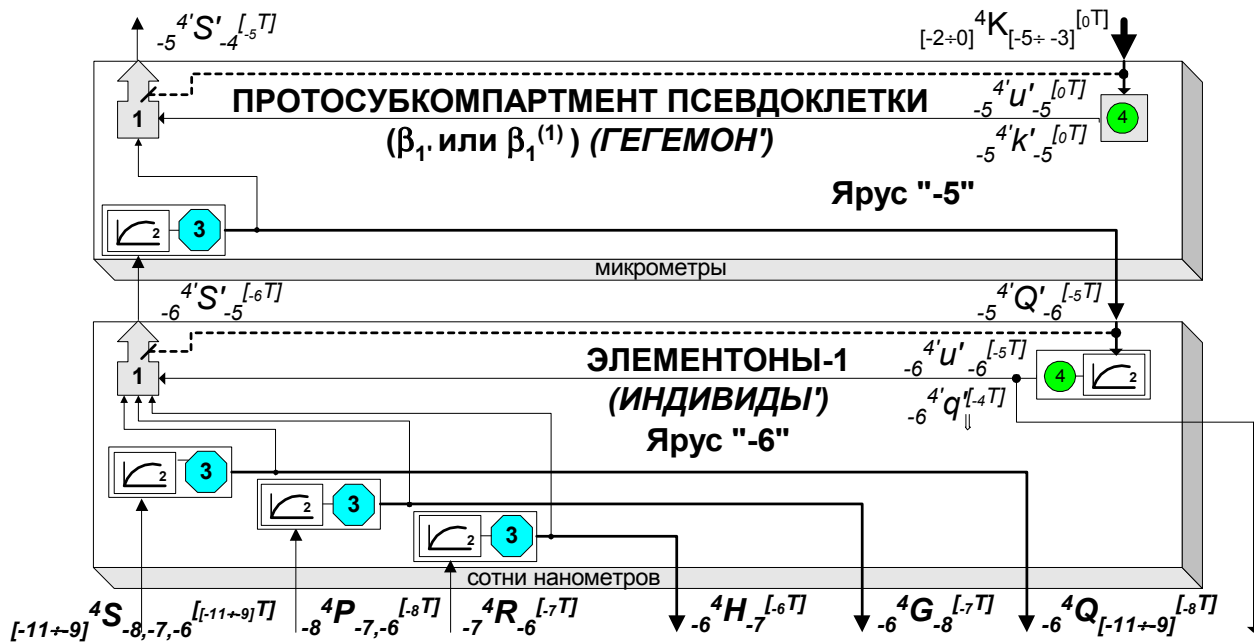 -5^4'S'-4^[-5T]
[-2÷0]^4K[-5÷ -3]^[0T]
ПРОТОСУБКОМПАРТМЕНТ ПСЕВДОКЛЕТКИ
-5^4'u'-5^[0T]
4
1
(β1, или β1^(1) ) (ГЕГЕМОН')
-5^4'k'-5^[0T]
Ярус "-5"
2 3
микрометры
-6^4'S'-5^[-6T]
-5^4'Q'-6^[-5T]
ЭЛЕМЕНТОНЫ-1
-6^4'u'-6^[-5T]
1
4 2
(ИНДИВИДЫ')
-6^4'q'⇓^[-4T]
Ярус "-6"
2 3
2 3
2 3
сотни нанометров
[-11÷-9]^4S-8,-7,-6^[[-11÷-9]T]
-8^4P-7,-6^[-8T]
-7^4R-6^[-7T]
-6^4H-7^[-6T]
-6^4G-8^[-7T]
-6^4Q[-11÷-9]^[-8T]